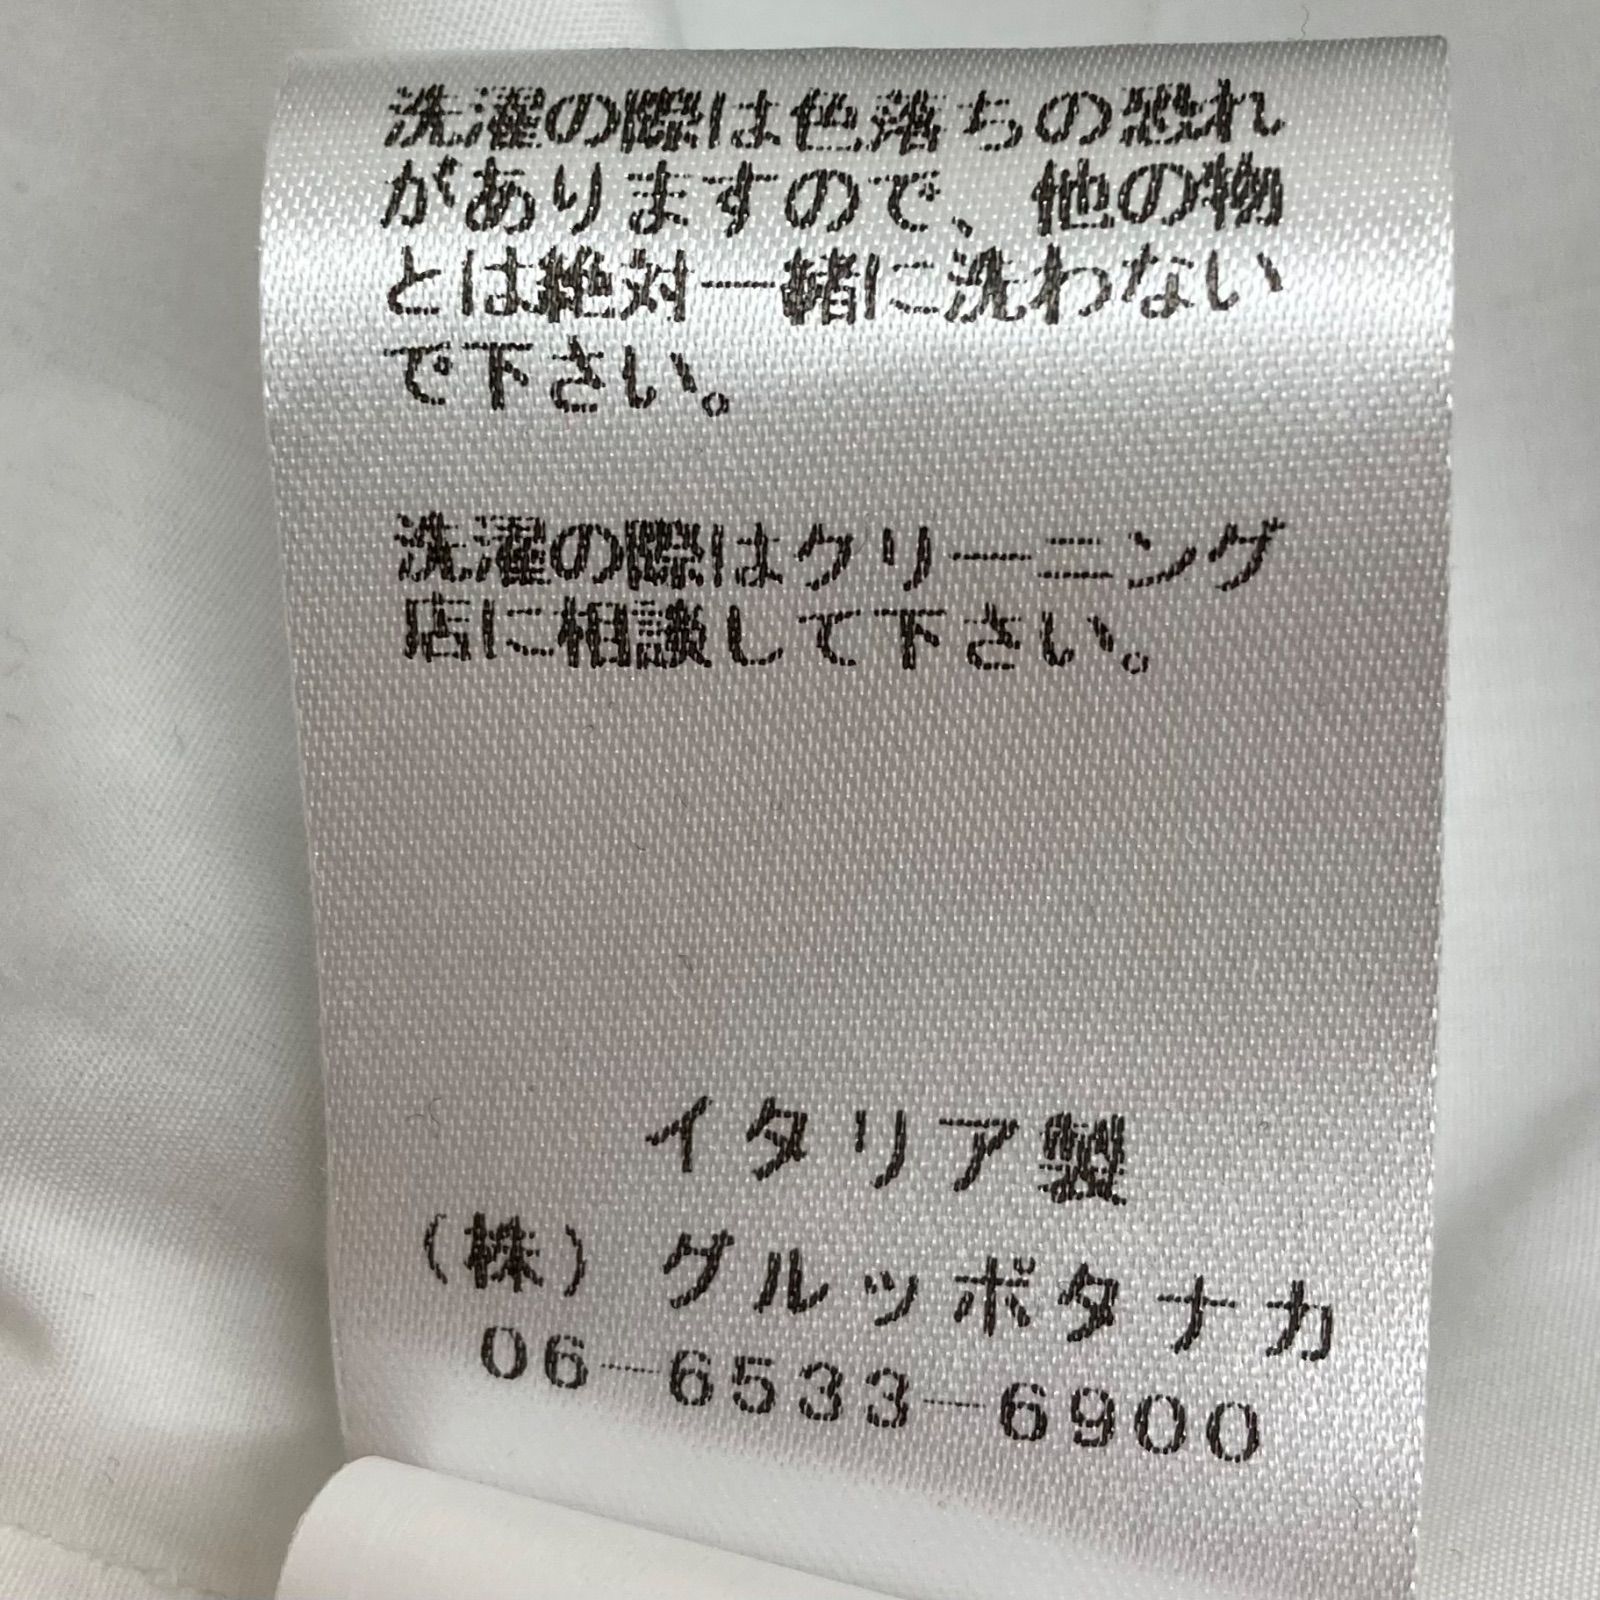 洗濯の際は色落ちの恐れ
がありますので、他の物
とは絶対一緒に洗わない
で下さい。
洗濯の際はクリーニング
店に相談して下さい。
イタリア製
(株) グルッポタナカ
06-6533-6900